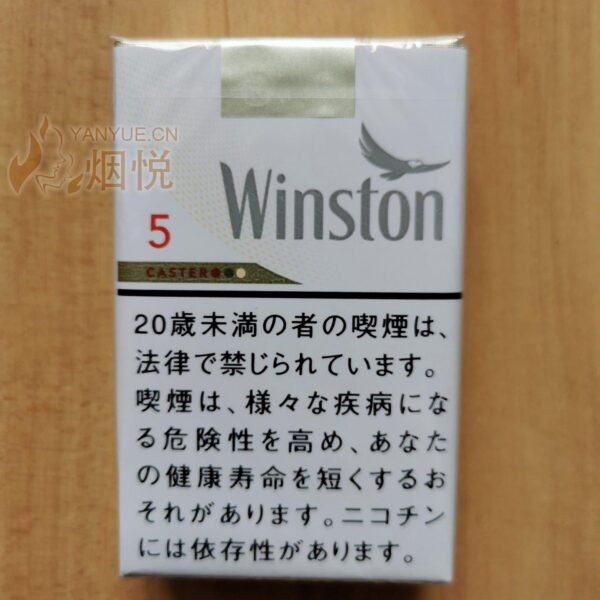 YANYUE.CN
烟悦
Winston
5
CASTER
20歳未満の者の喫煙は、
法律で禁じられています。
喫煙は、様々な疾病にな
る危険性を高め、あなた
の健康寿命を短くするお
それがあります。ニコチン
には依存性があります。